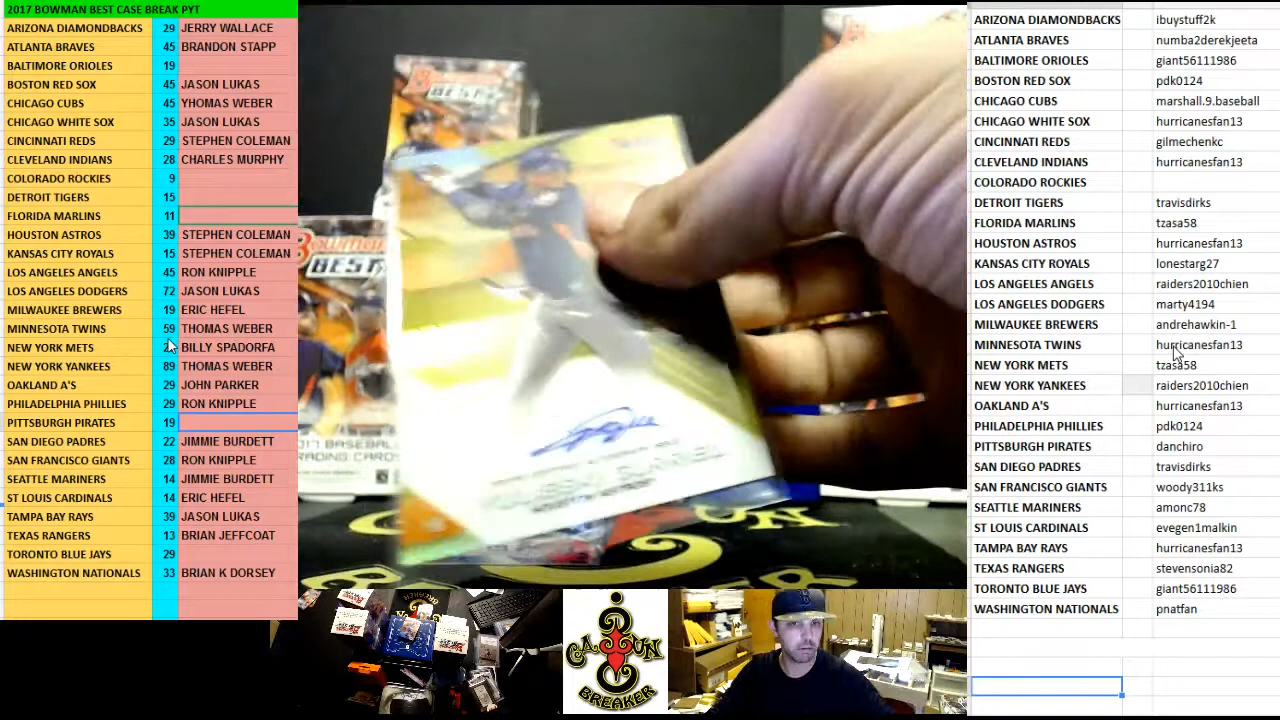 2017 BOWMAN BEST CASE BREAK PYT
ARIZONA DIAMONDBACKS 29 JERRY WALLACE
ATLANTA BRAVES 45 BRANDON STAPP
BALTIMORE ORIOLES 19
BOSTON RED SOX 45 JASON LUKAS
CHICAGO CUBS 45 YHOMAS WEBER
CHICAGO WHITE SOX 35 JASON LUKAS
CINCINNATI REDS 29 STEPHEN COLEMAN
CLEVELAND INDIANS 28 CHARLES MURPHY
COLORADO ROCKIES 9
DETROIT TIGERS 15
FLORIDA MARLINS 11
HOUSTON ASTROS 39 STEPHEN COLEMAN
KANSAS CITY ROYALS 15 STEPHEN COLEMAN
LOS ANGELES ANGELS 45 RON KNIPPLE
LOS ANGELES DODGERS 72 JASON LUKAS
MILWAUKEE BREWERS 19 ERIC HEFEL
MINNESOTA TWINS 59 THOMAS WEBER
NEW YORK METS BILLY SPADORFA
NEW YORK YANKEES 89 THOMAS WEBER
OAKLAND A'S 29 JOHN PARKER
PHILADELPHIA PHILLIES 29 RON KNIPPLE
PITTSBURGH PIRATES 19
SAN DIEGO PADRES 22 JIMMIE BURDETT
SAN FRANCISCO GIANTS 28 RON KNIPPLE
SEATTLE MARINERS 14 JIMMIE BURDETT
ST LOUIS CARDINALS 14 ERIC HEFEL
TAMPA BAY RAYS 39 JASON LUKAS
TEXAS RANGERS 13 BRIAN JEFFCOAT
TORONTO BLUE JAYS 29
WASHINGTON NATIONALS 33 BRIAN K DORSEY
BOWMAN'S
BEST
BOWMAN'S
BEST
2017 BASEBALL
TRADING CARDS
CAJUN
BREAKER
ARIZONA DIAMONDBACKS ibuystuff2k
ATLANTA BRAVES numba2derekjeeta
BALTIMORE ORIOLES giant56111986
BOSTON RED SOX pdk0124
CHICAGO CUBS marshall.9.baseball
CHICAGO WHITE SOX hurricanesfan13
CINCINNATI REDS gilmechenkc
CLEVELAND INDIANS hurricanesfan13
COLORADO ROCKIES
DETROIT TIGERS travisdirks
FLORIDA MARLINS tzasa58
HOUSTON ASTROS hurricanesfan13
KANSAS CITY ROYALS lonestarg27
LOS ANGELES ANGELS raiders2010chien
LOS ANGELES DODGERS marty4194
MILWAUKEE BREWERS andrehawkin-1
MINNESOTA TWINS hurricanesfan13
NEW YORK METS tzasa58
NEW YORK YANKEES raiders2010chien
OAKLAND A'S hurricanesfan13
PHILADELPHIA PHILLIES pdk0124
PITTSBURGH PIRATES danchiro
SAN DIEGO PADRES travisdirks
SAN FRANCISCO GIANTS woody311ks
SEATTLE MARINERS amonc78
ST LOUIS CARDINALS evegen1malkin
TAMPA BAY RAYS hurricanesfan13
TEXAS RANGERS stevensonia82
TORONTO BLUE JAYS giant56111986
WASHINGTON NATIONALS pnatfan